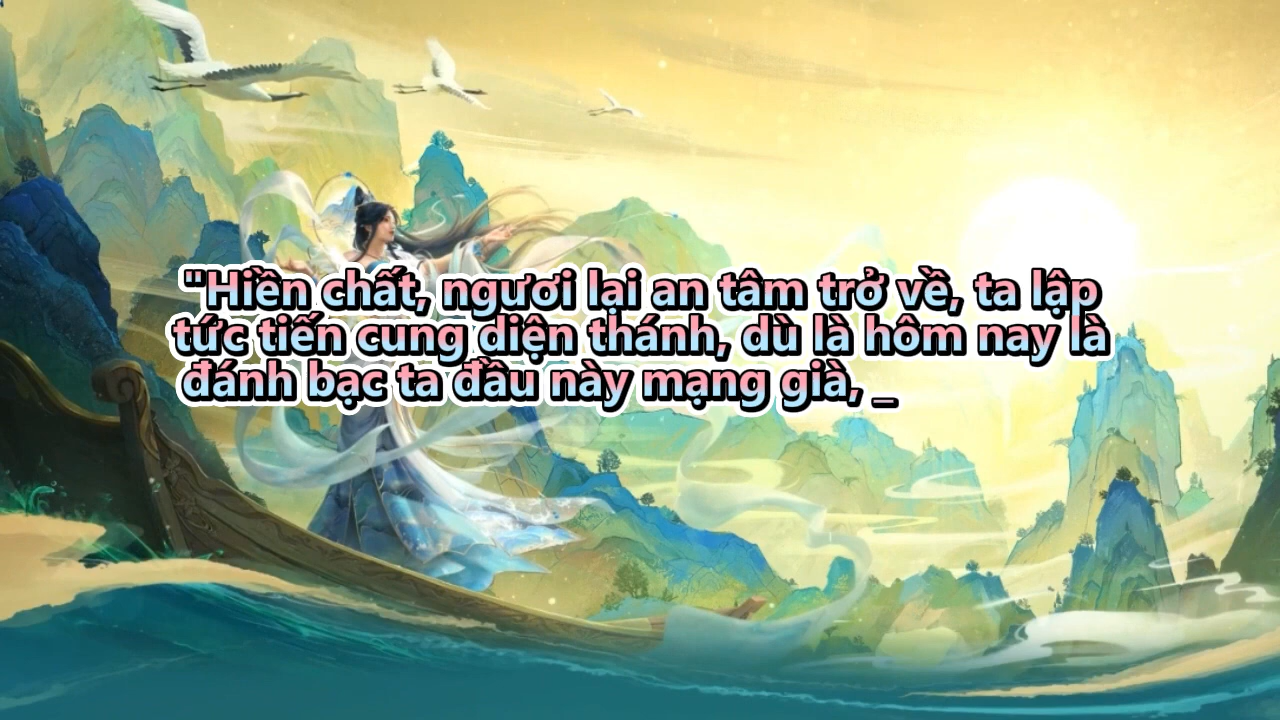 "Hiền chất, ngươi lại an tâm trở về, ta lập
tức tiến cung diện thánh, dù là hôm nay là
đánh bạc ta đầu này mạng già, _